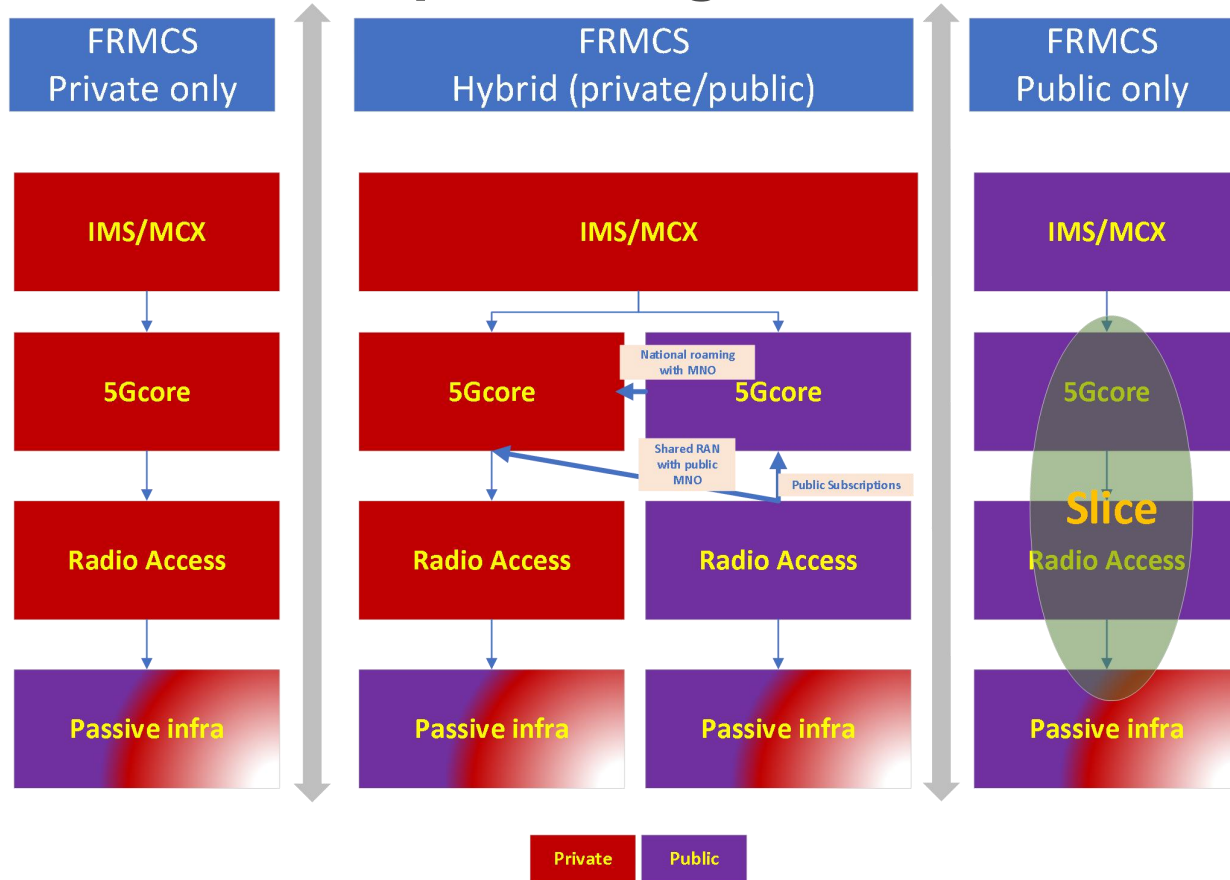 FRMCS
Private only
FRMCS
Hybrid (private/public)
FRMCS
Public only
IMS/MCX
IMS/MCX
IMS/MCX
5Gcore
5Gcore
National roaming
with MNO
5Gcore
5Gcore
Shared RAN
with public
MNO
Public Subscriptions
Slice
Radio Access
Radio Access
Radio Access
Radio Access
Passive infra
Passive infra
Passive infra
Passive infra
Private
Public